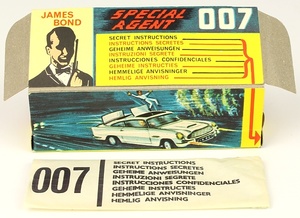 JAMES
BOND
SPECIAL
AGENT
007
SECRET INSTRUCTIONS
INSTRUCTIONS SECRETES
GEHEIME ANWEISUNGEN
INSTRUZIONI SEGRETE
INSTRUCCIONES CONFIDENCIALES
GEHEIME INSTRUCTIES
HEMMELIGE ANVISNINGER
HEMLIG ANVISNING
007
SECRET INSTRUCTIONS
INSTRUCTIONS SECRETES
GEHEIME ANWEISUNGEN
INSTRUZIONI SEGRETE
INSTRUCCIONES CONFIDENCIALES
GEHEIME INSTRUCTIES
HEMMELIGE ANVISNINGER
HEMLIG ANVISNING